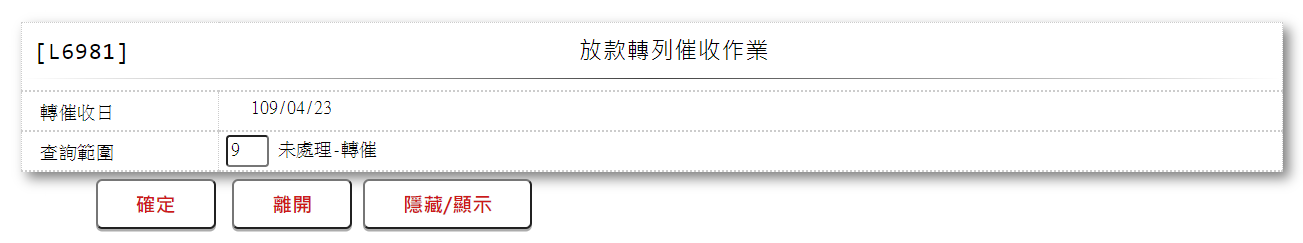 [L6981] 放款轉列催收作業
轉催收日 109/04/23
查詢範圍 9 未處理-轉催
確定 離開 隱藏/顯示